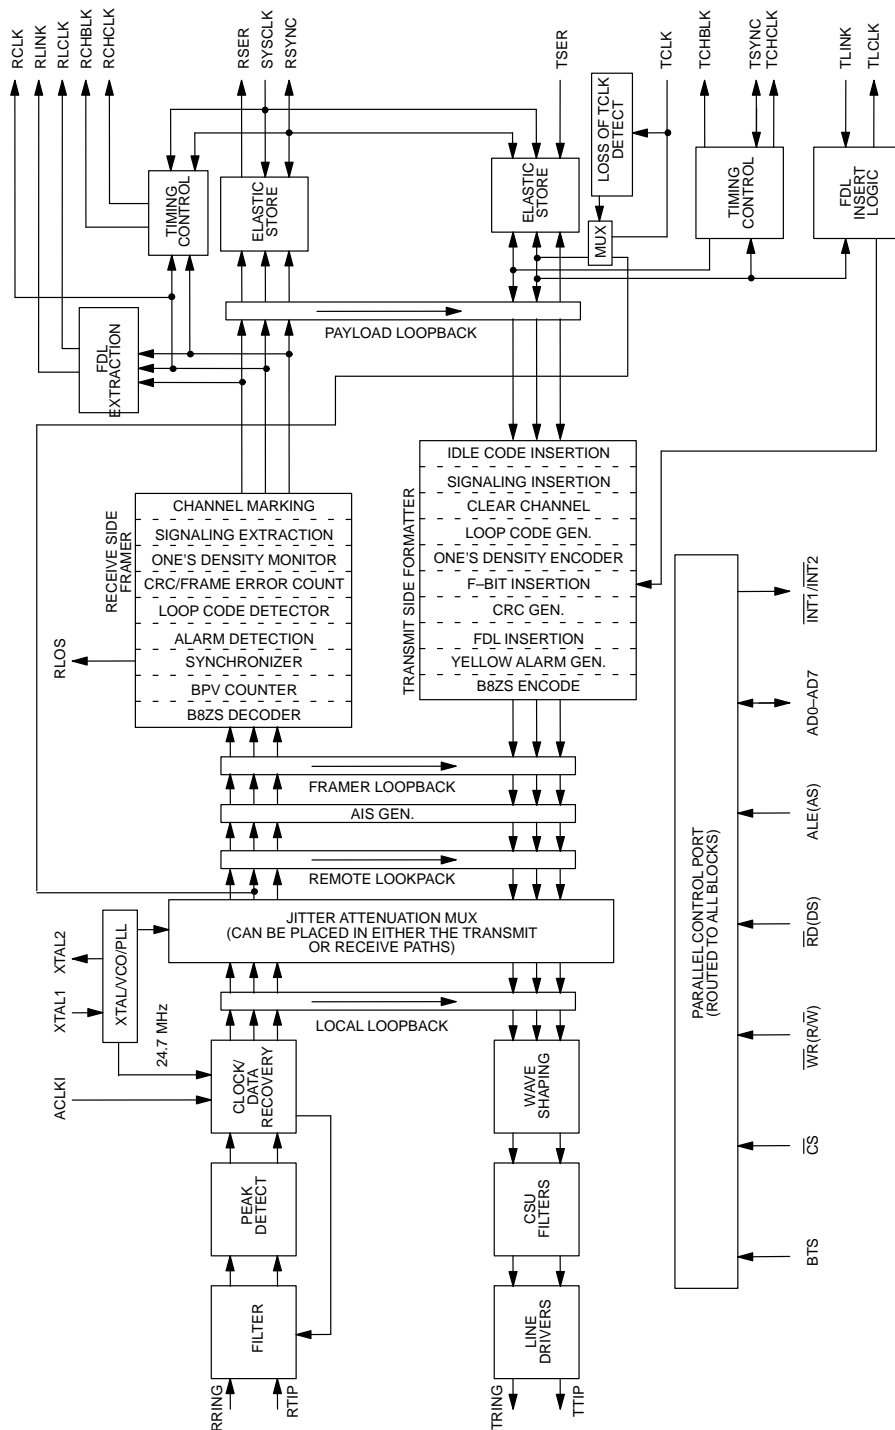 RCLK
RLINK
RLCLK
RCHBLK
RCHCLK
RSER
SYSCLK
RSYNC
TSER
TCLK
TCHBLK
TSYNC
TCHCLK
TLINK
TLCLK
TIMING
CONTROL
ELASTIC
STORE
ELASTIC
STORE
LOSS OF TCLK
DETECT
MUX
TIMING
CONTROL
FDL
INSERT
LOGIC
FDL
EXTRACTION
PAYLOAD LOOPBACK
RECEIVE SIDE
FRAMER
CHANNEL MARKING
SIGNALING EXTRACTION
ONE'S DENSITY MONITOR
CRC/FRAME ERROR COUNT
LOOP CODE DETECTOR
ALARM DETECTION
SYNCHRONIZER
BPV COUNTER
B8ZS DECODER
RLOS
TRANSMIT SIDE FORMATTER
IDLE CODE INSERTION
SIGNALING INSERTION
CLEAR CHANNEL
LOOP CODE GEN.
ONE'S DENSITY ENCODER
F–BIT INSERTION
CRC GEN.
FDL INSERTION
YELLOW ALARM GEN.
B8ZS ENCODE
FRAMER LOOPBACK
AIS GEN.
REMOTE LOOKPACK
JITTER ATTENUATION MUX
(CAN BE PLACED IN EITHER THE TRANSMIT
OR RECEIVE PATHS)
LOCAL LOOPBACK
XTAL2
XTAL1
XTAL/VCO/PLL
24.7 MHz
ACLKI
CLOCK/
DATA
RECOVERY
PEAK
DETECT
FILTER
RRING
RTIP
WAVE
SHAPING
CSU
FILTERS
LINE
DRIVERS
TRING
TTIP
PARALLEL CONTROL PORT
(ROUTED TO ALL BLOCKS)
INT1/INT2
AD0–AD7
ALE(AS)
RD(DS)
WR(R/W)
CS
BTS